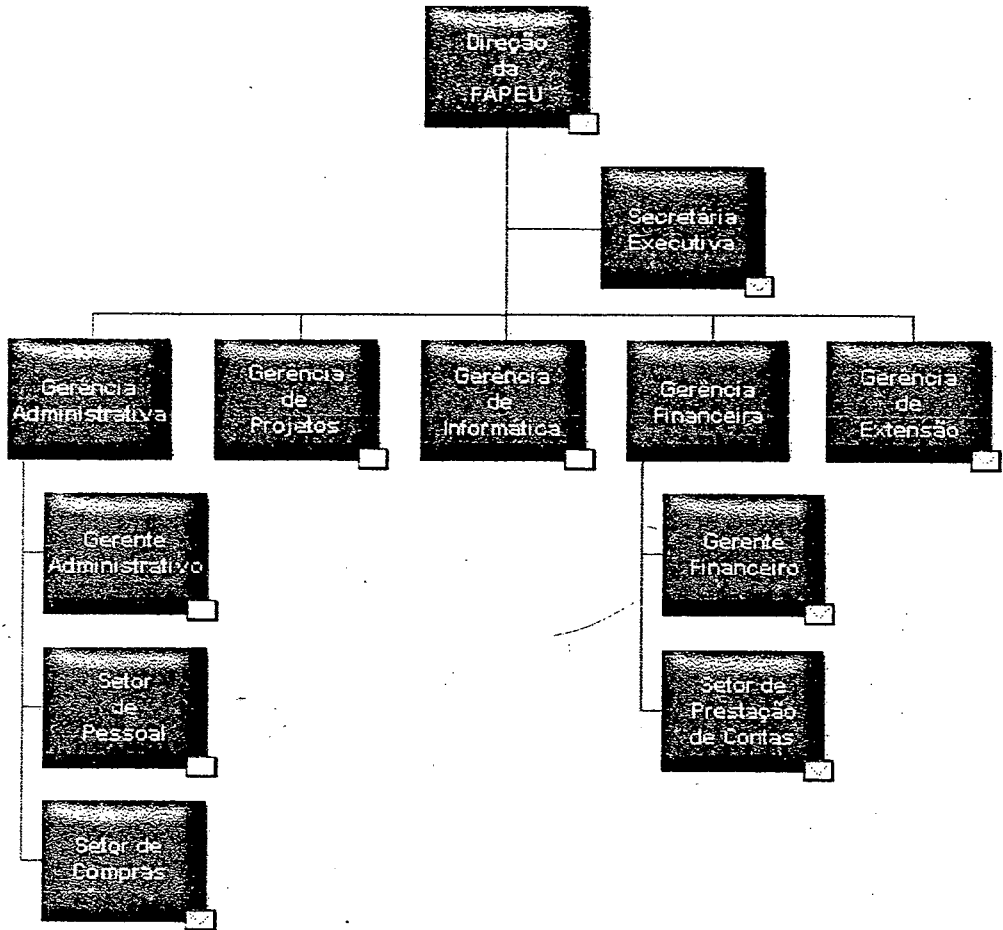 Direção
da
FAPEU
Secretária
Executiva
Gerência
Administrativa
Gerência
de
Projetos
Gerência
de
Informática
Gerência
Financeira
Gerência
de
Extensão
Gerente
Administrativo
Setor
de
Pessoal
Setor de
Compras
Gerente
Financeiro
Setor de
Prestação
de Contas